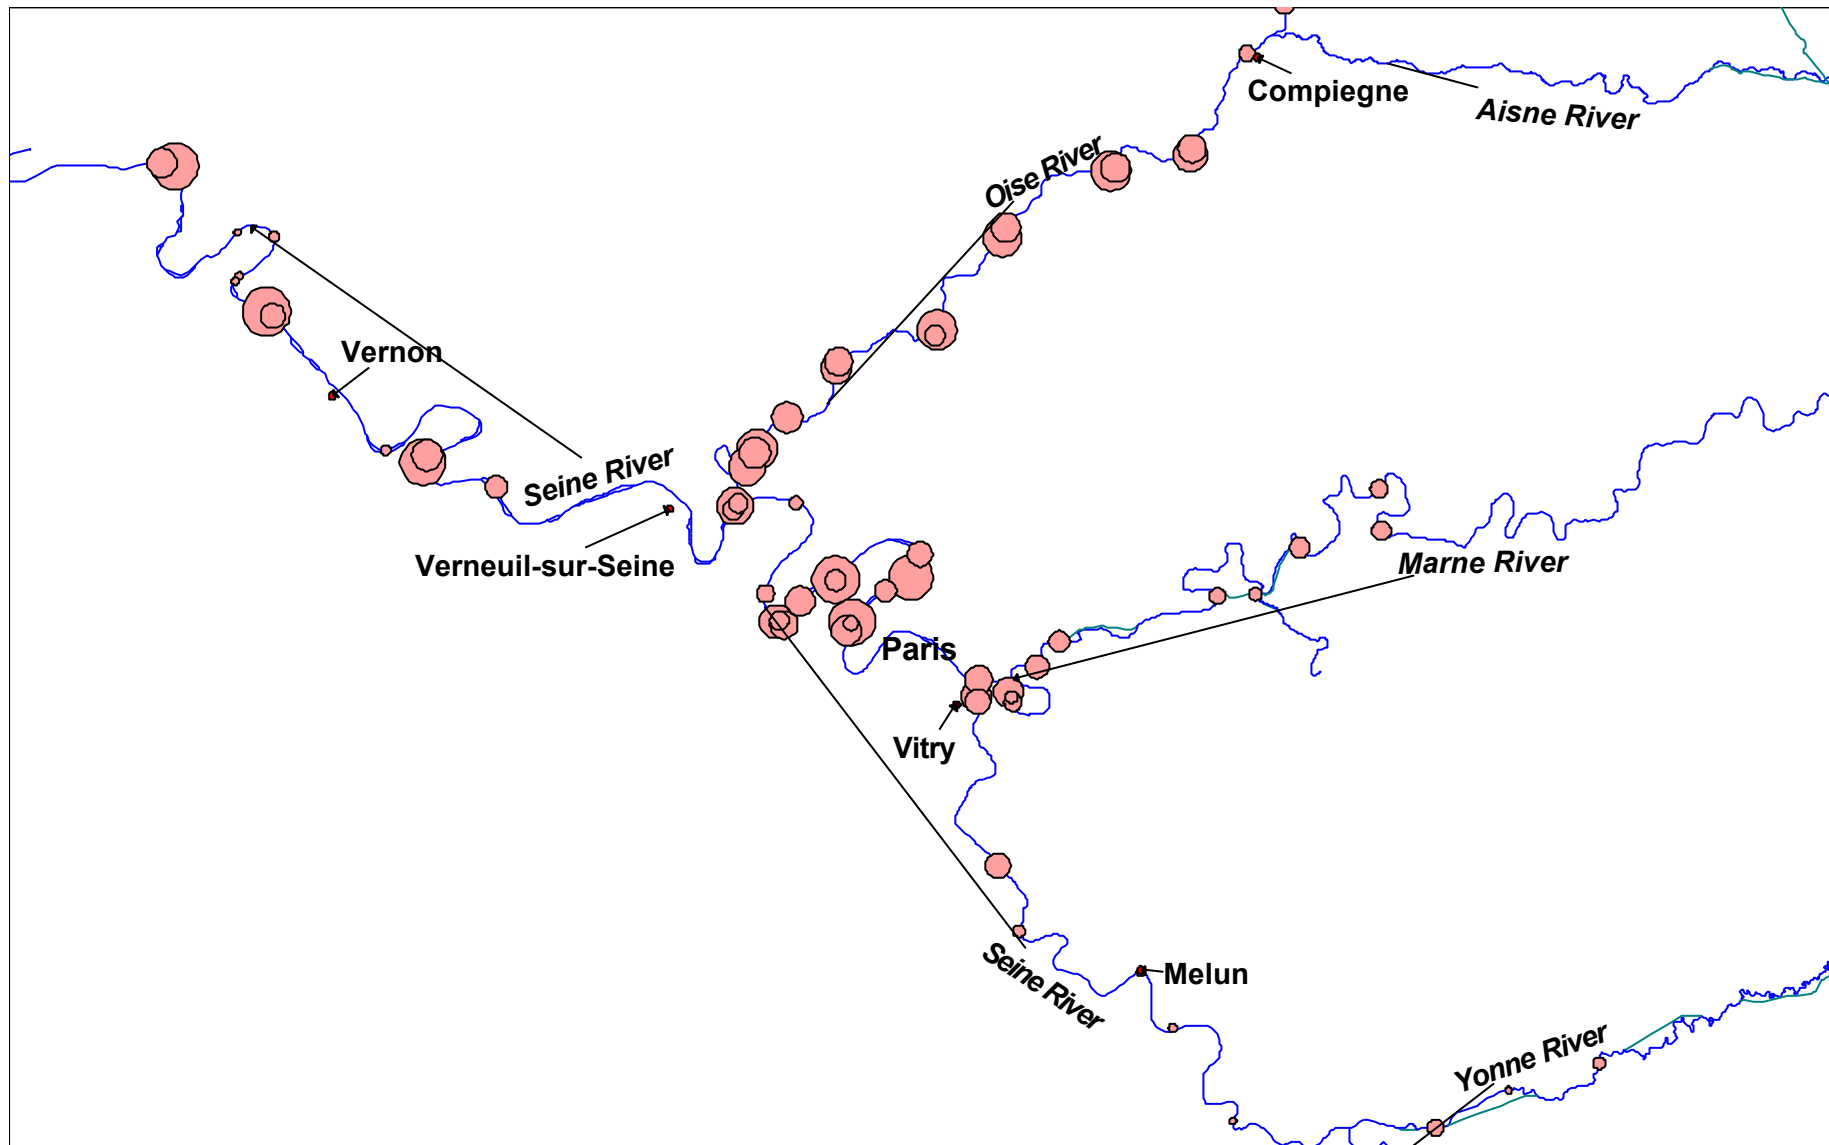 Compiegne
Aisne River
Oise River
Vernon
Seine River
Verneuil-sur-Seine
Marne River
Paris
Vitry
Seine River
Melun
Yonne River